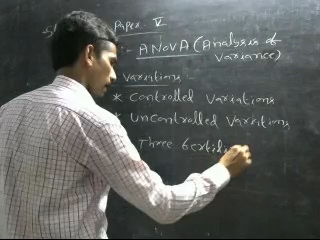 Paper V
:- ANOVA (Analysis of
Variance)
Variations
* Controlled Variations
* Uncontrolled Variations
Three